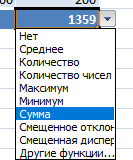 1359
Нет
Среднее
Количество
Количество чисел
Максимум
Минимум
Сумма
Смещенное отклон
Смещенная диспер
Другие функции...